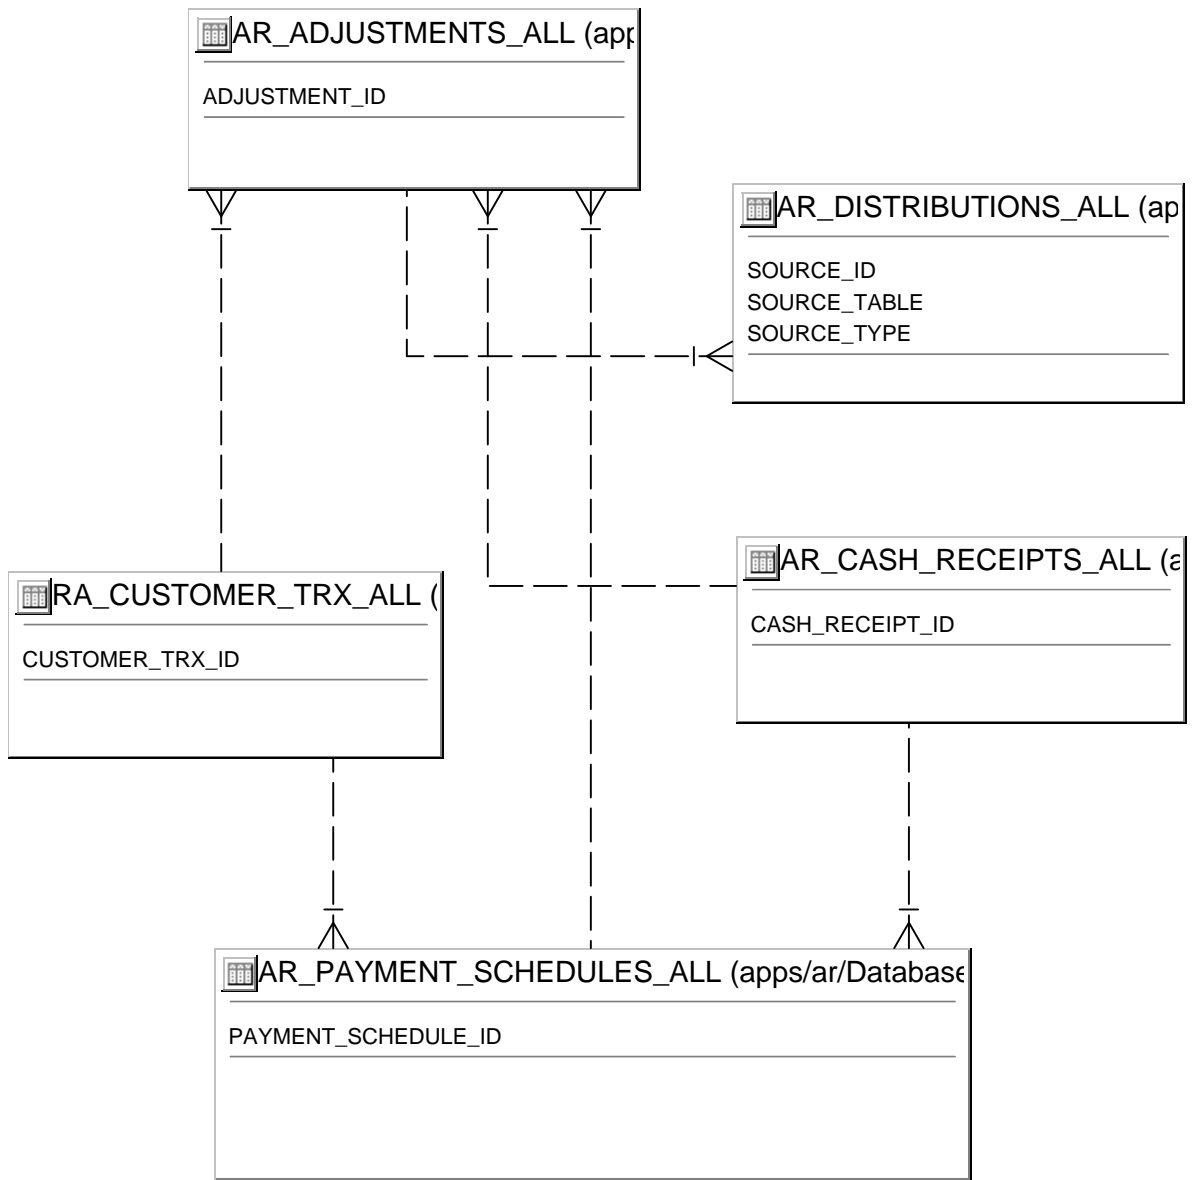 AR_ADJUSTMENTS_ALL (app
ADJUSTMENT_ID
AR_DISTRIBUTIONS_ALL (ap
SOURCE_ID
SOURCE_TABLE
SOURCE_TYPE
AR_CASH_RECEIPTS_ALL (a
CASH_RECEIPT_ID
RA_CUSTOMER_TRX_ALL (
CUSTOMER_TRX_ID
AR_PAYMENT_SCHEDULES_ALL (apps/ar/Database
PAYMENT_SCHEDULE_ID